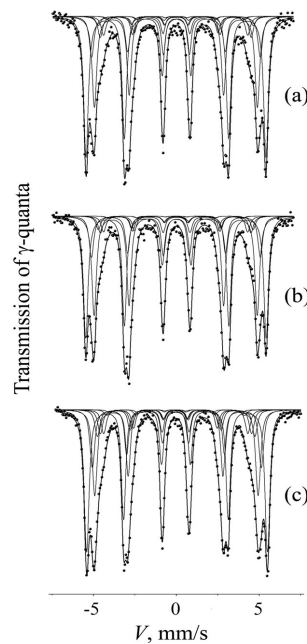 (a)
Transmission of γ-quanta
(b)
(c)
-5 0 5
V, mm/s